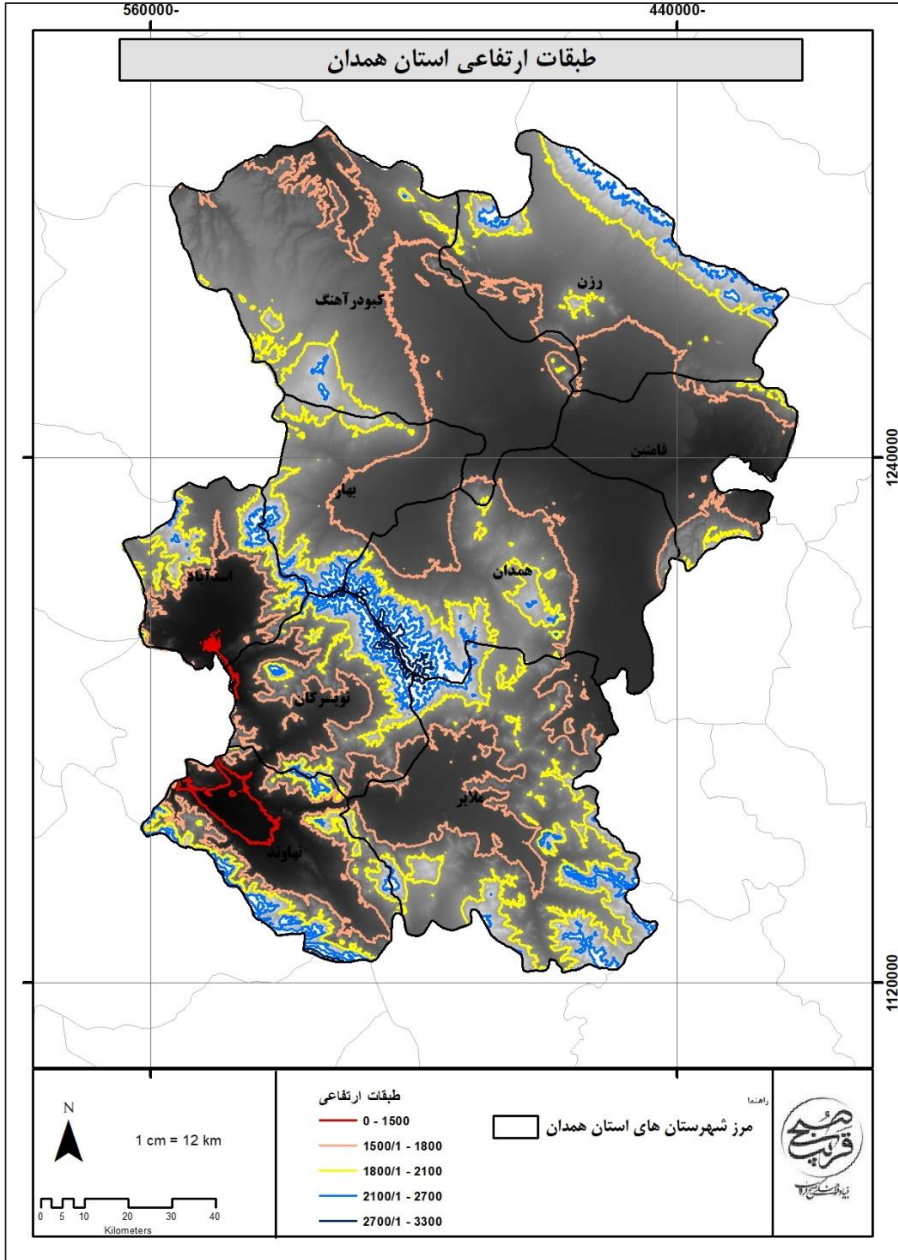 560000-
440000-
طبقات ارتفاعی استان همدان
رزن
کبودرآهنگ
فامنین
1240000
بهار
همدان
اسدآباد
تویسرکان
ملایر
نهاوند
1120000
راهنما
مرز شهرستان های استان همدان
طبقات ارتفاعی
0 - 1500
1500/1 - 1800
1800/1 - 2100
2100/1 - 2700
2700/1 - 3300
N
1 cm = 12 km
0 5 10 20 30 40
Kilometers
صبح
قریب